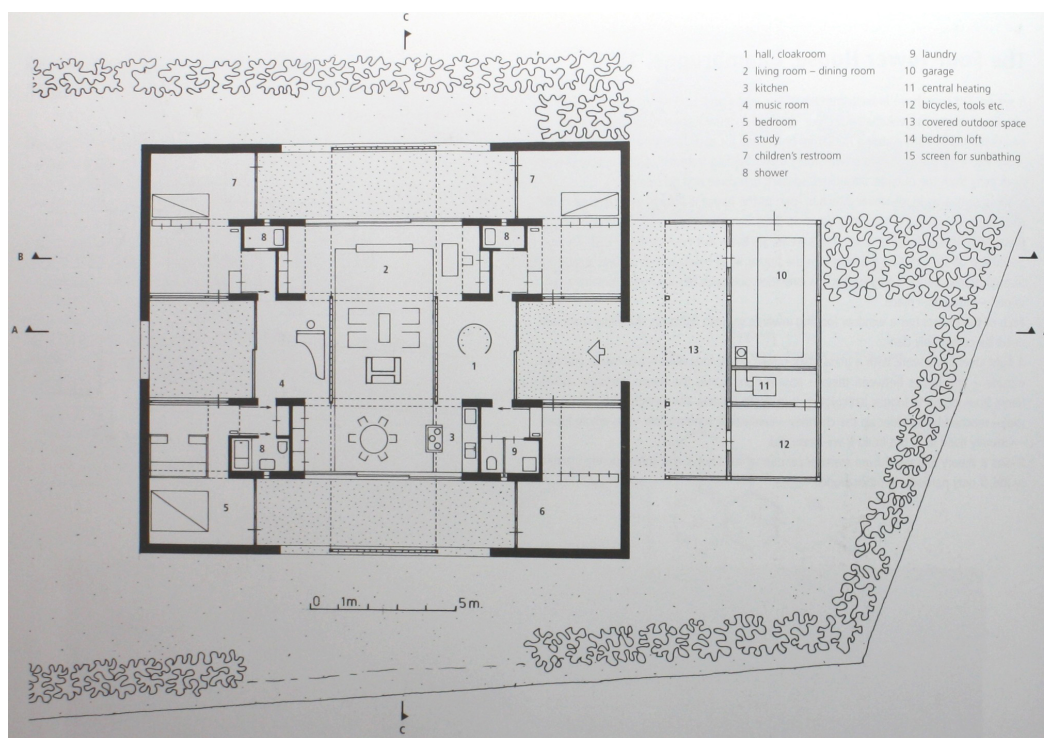 C
1 hall, cloakroom
2 living room – dining room
3 kitchen
4 music room
5 bedroom
6 study
7 children's restroom
8 shower
9 laundry
10 garage
11 central heating
12 bicycles, tools etc.
13 covered outdoor space
14 bedroom loft
15 screen for sunbathing
7
7
8
8
B
2
10
A
1
13
4
11
3
12
8
9
5
6
0 1m. 5m.
C